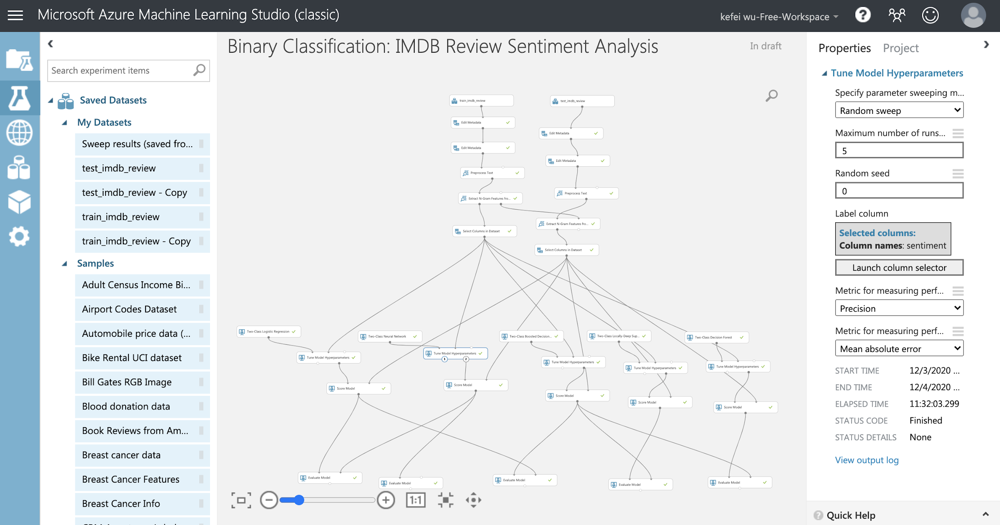 Microsoft Azure Machine Learning Studio (classic)
kefei wu-Free-Workspace
?
Search experiment items
Saved Datasets
My Datasets
Sweep results (saved fro...
test_imdb_review
test_imdb_review - Copy
train_imdb_review
train_imdb_review - Copy
Samples
Adult Census Income Bi...
Airport Codes Dataset
Automobile price data (...
Bike Rental UCI dataset
Bill Gates RGB Image
Blood donation data
Book Reviews from Am...
Breast cancer data
Breast Cancer Features
Breast Cancer Info
Binary Classification: IMDB Review Sentiment Analysis
In draft
train_imdb_review
test_imdb_review
Edit Metadata
Edit Metadata
Edit Metadata
Edit Metadata
Preprocess Text
Preprocess Text
Extract N-Gram Features fro...
Extract N-Gram Features fro...
Select Columns in Dataset
Select Columns in Dataset
Two-Class Logistic Regression
Two-Class Neural Network
Two-Class Boosted Decision...
Two-Class Locally-Deep Sup...
Two-Class Decision Forest
Tune Model Hyperparameters
Tune Model Hyperparameters
1
2
Tune Model Hyperparameters
Tune Model Hyperparameters
Tune Model Hyperparameters
Score Model
Score Model
Score Model
Score Model
Score Model
Evaluate Model
Evaluate Model
Evaluate Model
Evaluate Model
Evaluate Model
1:1
Properties
Project
Tune Model Hyperparameters
Specify parameter sweeping m...
Random sweep
Maximum number of runs...
5
Random seed
0
Label column
Selected columns:
Column names: sentiment
Launch column selector
Metric for measuring perf...
Precision
Metric for measuring perf...
Mean absolute error
START TIME 12/3/2020 ...
END TIME 12/4/2020 ...
ELAPSED TIME 11:32:03.299
STATUS CODE Finished
STATUS DETAILS None
View output log
? Quick Help